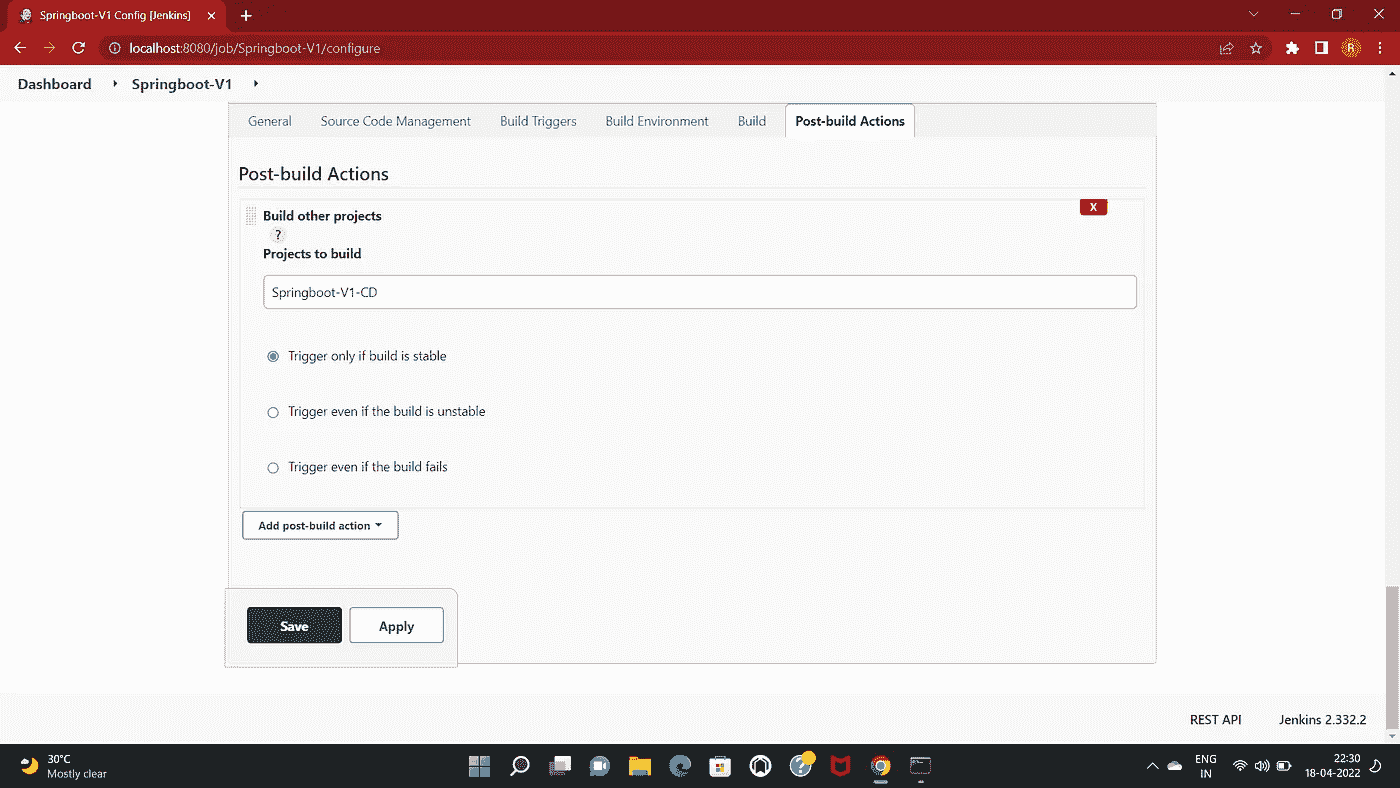 Springboot-V1 Config [Jenkins]
localhost:8080/job/Springboot-V1/configure
R
Dashboard Springboot-V1
General Source Code Management Build Triggers Build Environment Build Post-build Actions
Post-build Actions
Build other projects
X
?
Projects to build
Springboot-V1-CD
Trigger only if build is stable
Trigger even if the build is unstable
Trigger even if the build fails
Add post-build action
Save Apply
REST API Jenkins 2.332.2
30°C
Mostly clear
ENG
IN
22:30
18-04-2022